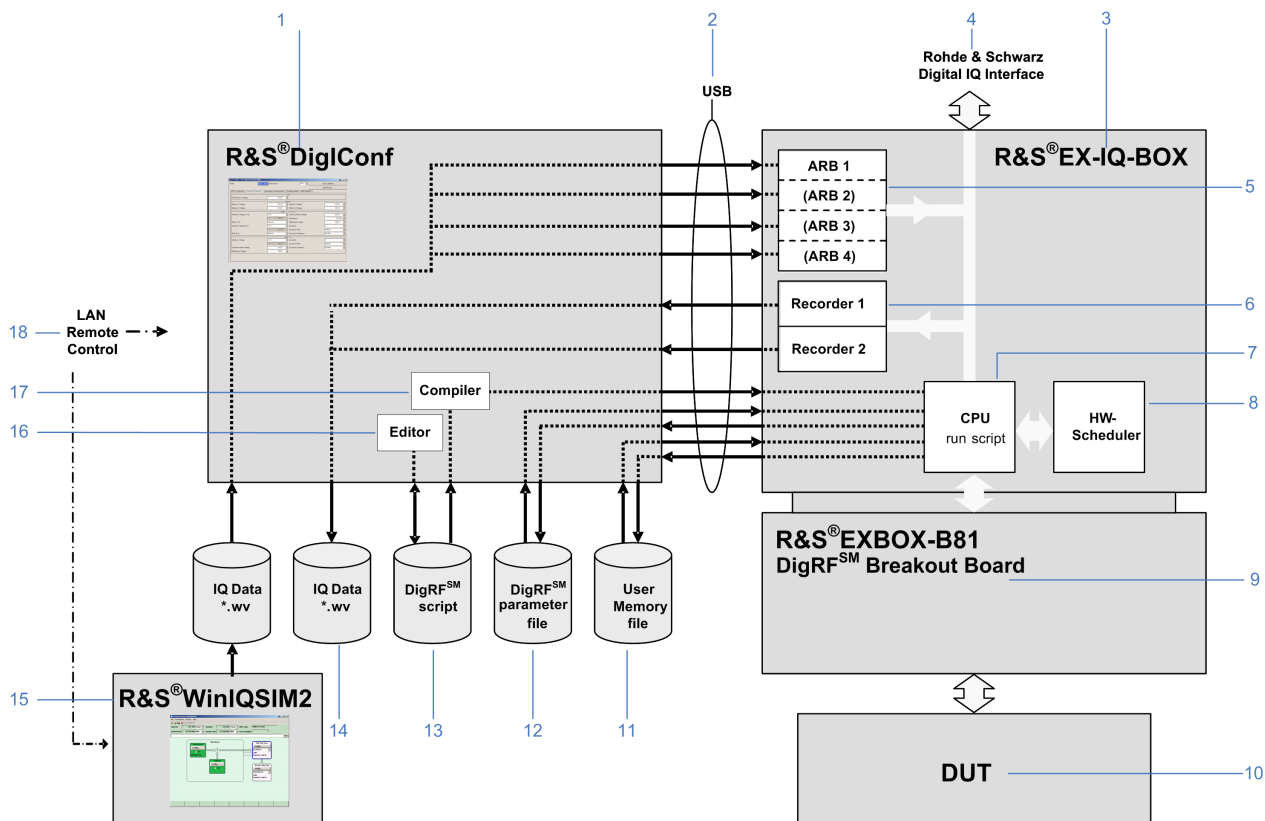 1
2
4
3
Rohde & Schwarz
Digital IQ Interface
USB
R&S®DigIConf
R&S®EX-IQ-BOX
ARB 1
(ARB 2)
(ARB 3)
(ARB 4)
5
Recorder 1
Recorder 2
6
18
LAN
Remote
Control
7
17
Compiler
16
Editor
CPU
run script
HW-
Scheduler
8
R&S®EXBOX-B81
DigRFSM Breakout Board
9
IQ Data
*.wv
IQ Data
*.wv
DigRFSM
script
DigRFSM
parameter
file
User
Memory
file
15
R&S®WinIQSIM2
14
13
12
11
DUT
10